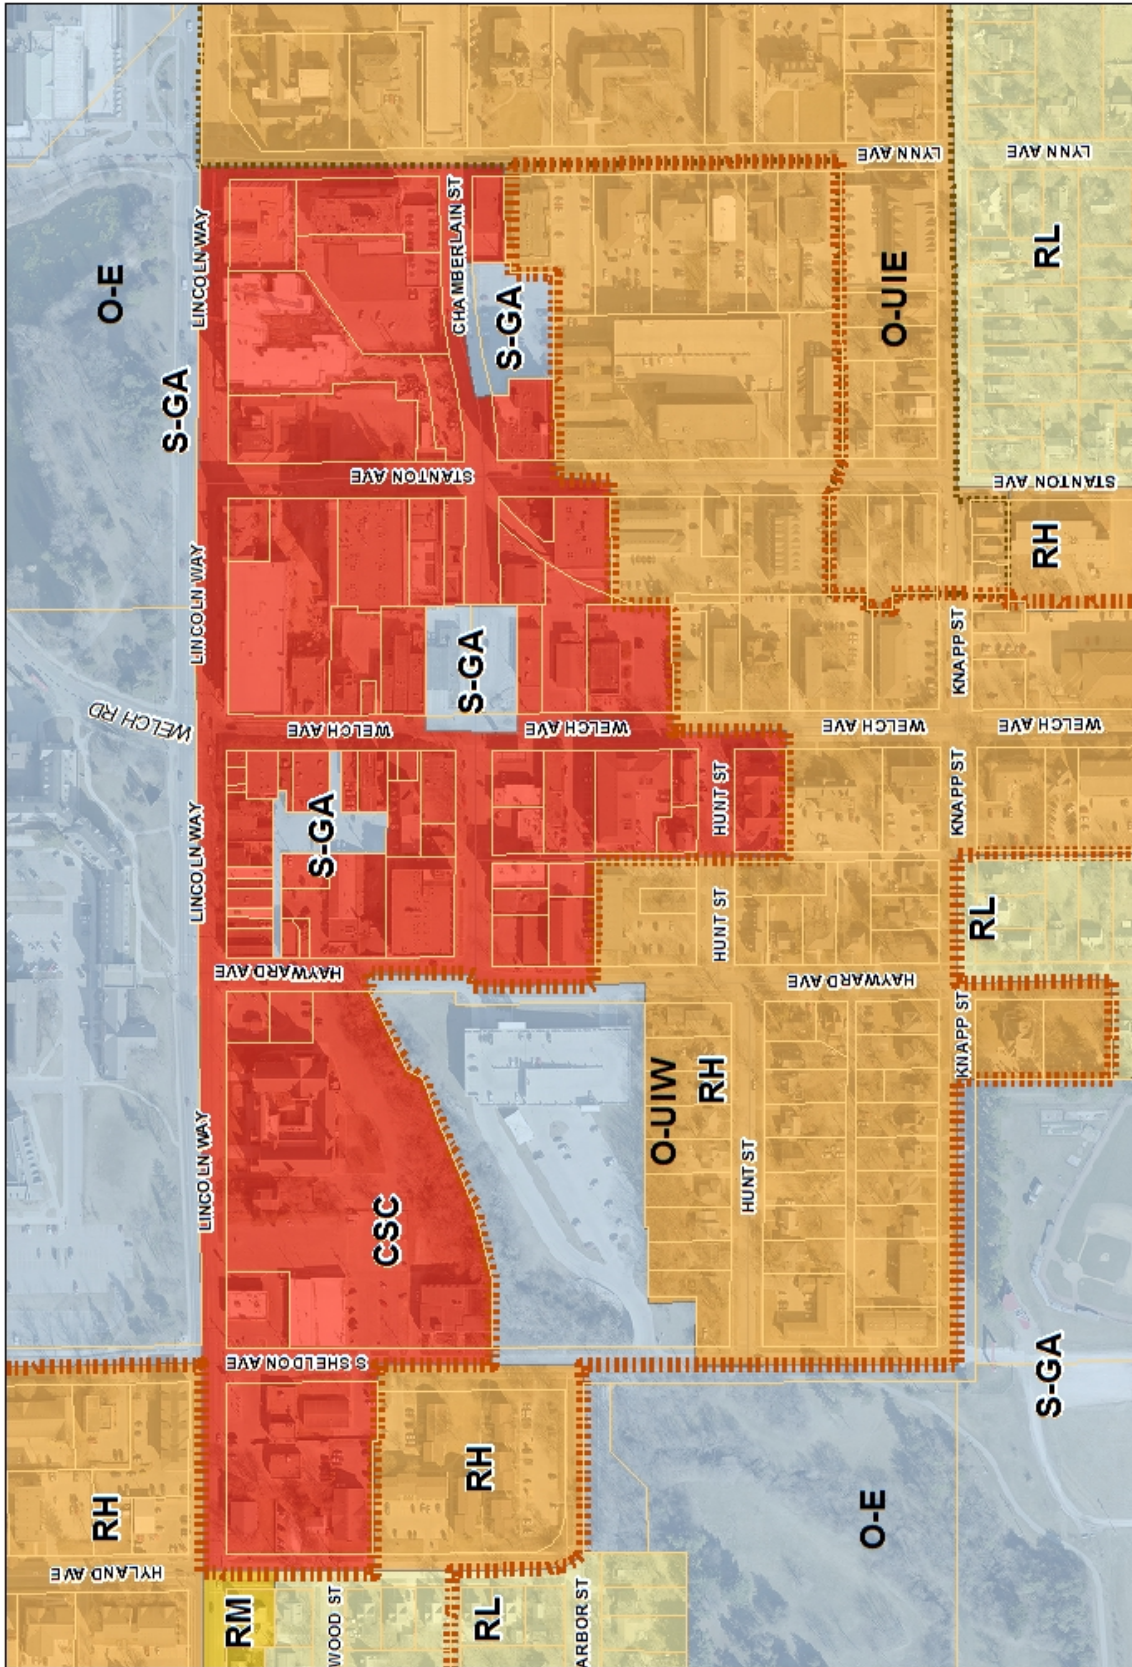 HYLAND AVE
RH
O-E
WELCH RD
S-GA
LINCOLN WAY
LINCOLN WAY
LINCOLN WAY
LINCOLN WAY
RM
S SHELDON AVE
HAYWARD AVE
WOOD ST
S-GA
WELCH AVE
CSC
STANTON AVE
CHAMBERLAIN ST
RL
RH
S-GA
S-GA
ARBOR ST
WELCH AVE
O-UIW
RH
HUNT ST
HUNT ST
HUNT ST
HAYWARD AVE
O-E
WELCH AVE
O-UIE
LYNN AVE
KNAPP ST
KNAPP ST
KNAPP ST
RL
S-GA
WELCH AVE
RH
STANTON AVE
RL
LYNN AVE